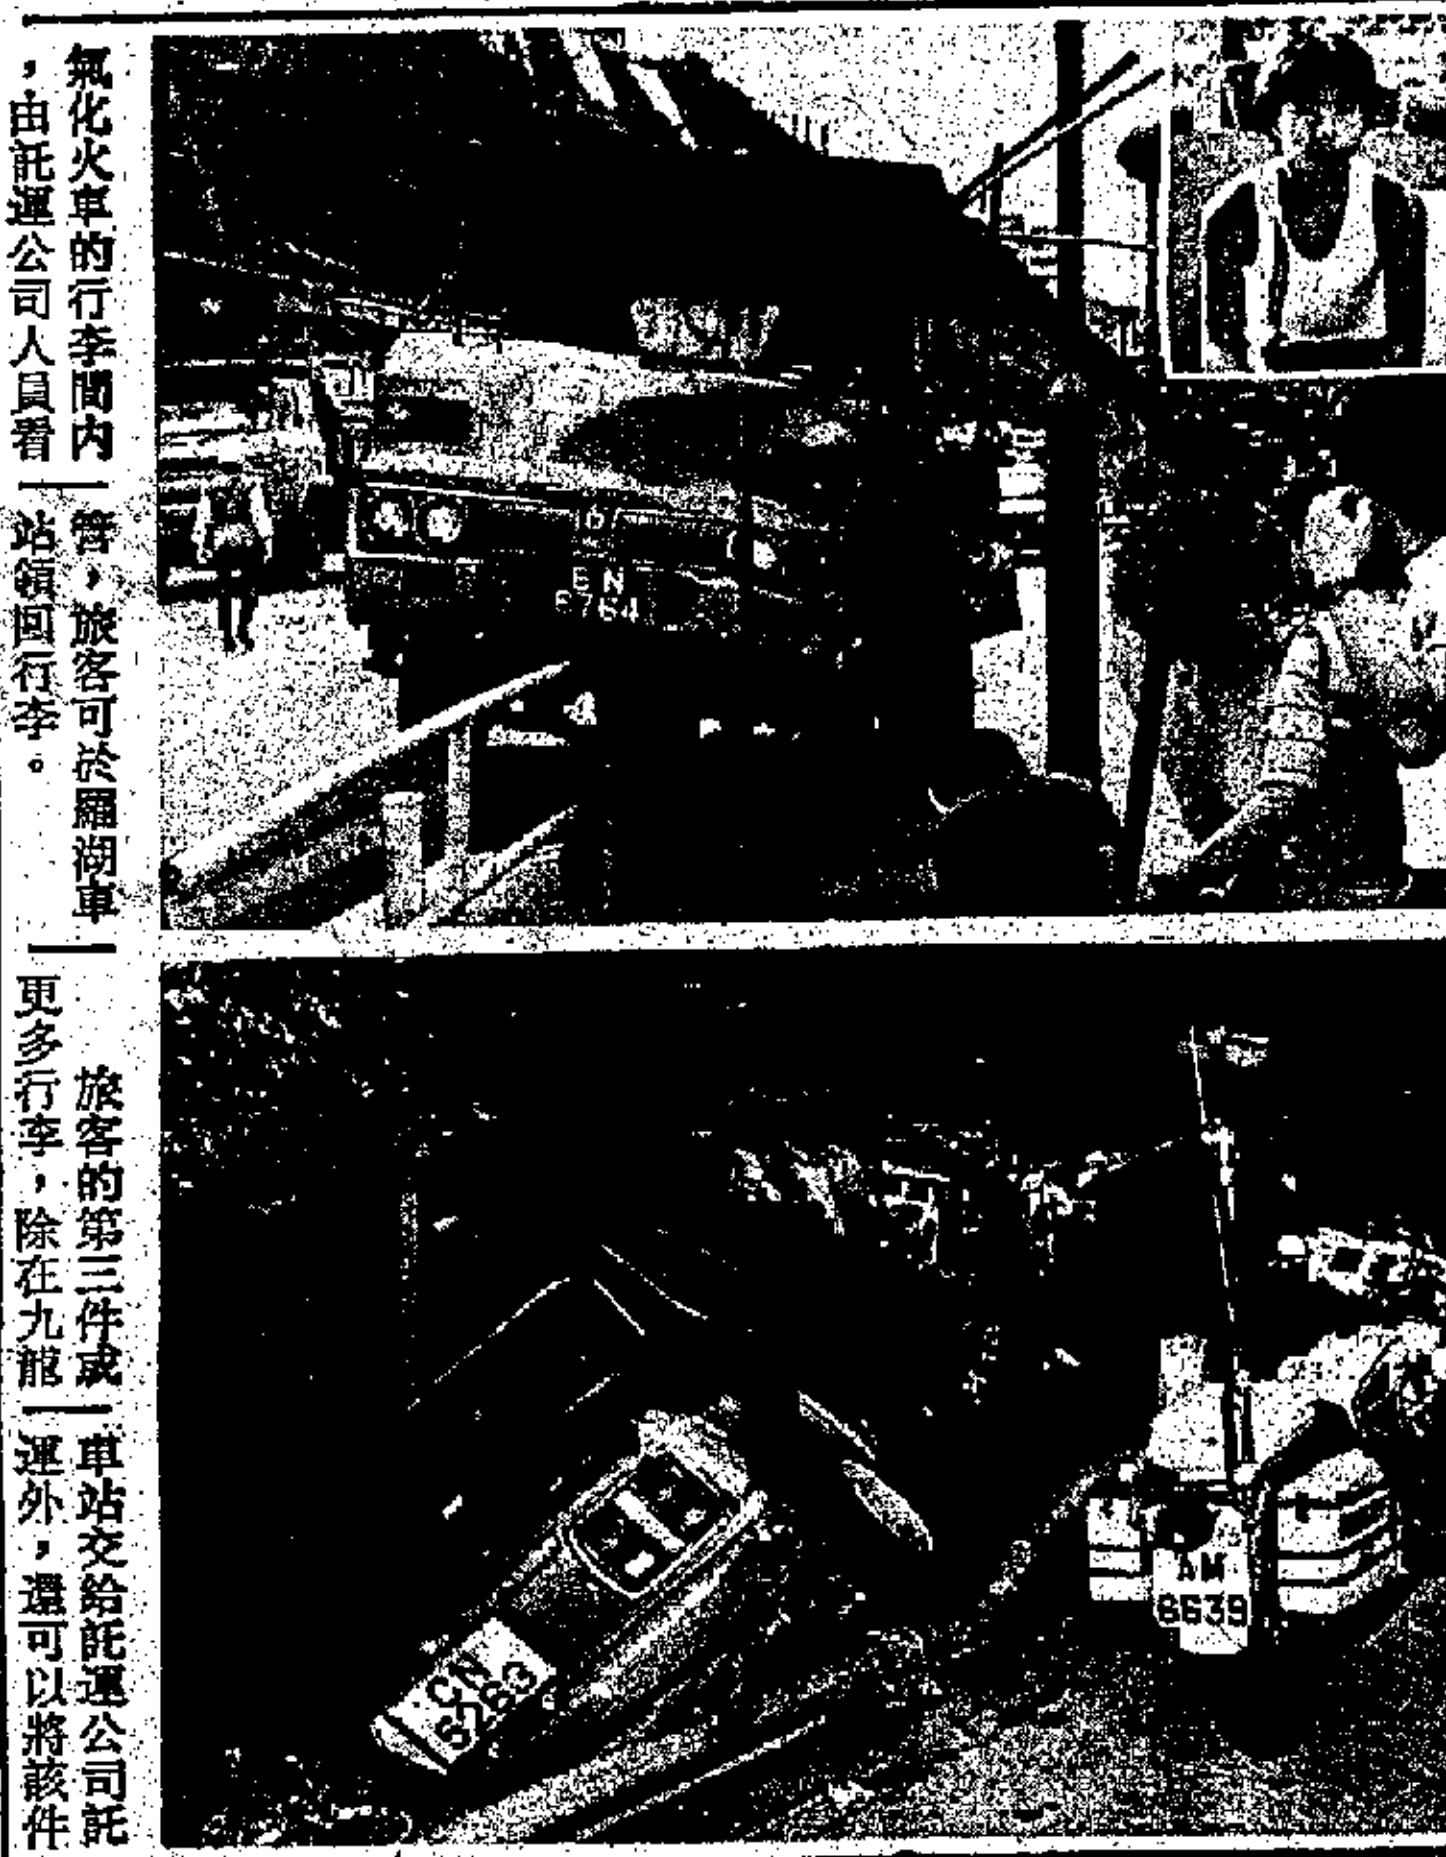 氣化火車的行李間內
，由託運公司人員看
管，旅客可於羅湖車
站領回行李。
旅客的第三件或
更多行李，除在九龍
車站交給託運公司託
運外，還可以將該件
BN
6764
CN
6263
AM
6639